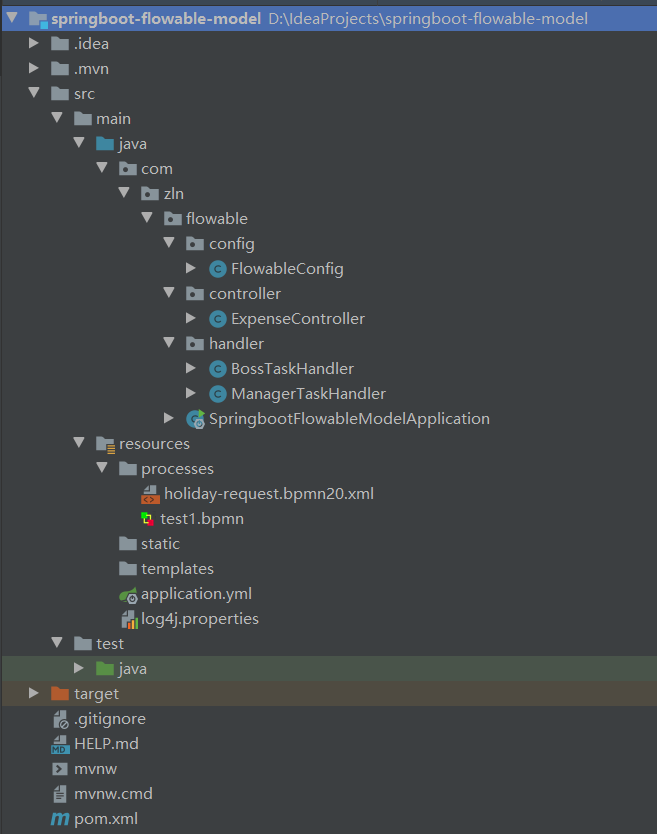 springboot-flowable-model D:\IdeaProjects\springboot-flowable-model
.idea
.mvn
src
main
java
com
zln
flowable
config
FlowableConfig
controller
ExpenseController
handler
BossTaskHandler
ManagerTaskHandler
SpringbootFlowableModelApplication
resources
processes
holiday-request.bpmn20.xml
test1.bpmn
static
templates
application.yml
log4j.properties
test
java
target
.gitignore
HELP.md
mvnw
mvnw.cmd
pom.xml